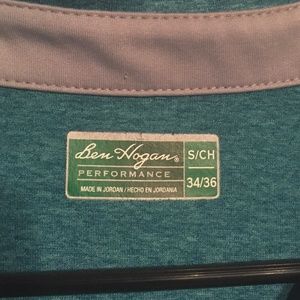 Ben Hogan®
PERFORMANCE
MADE IN JORDAN / HECHO EN JORDANIA
S/CH
34/36